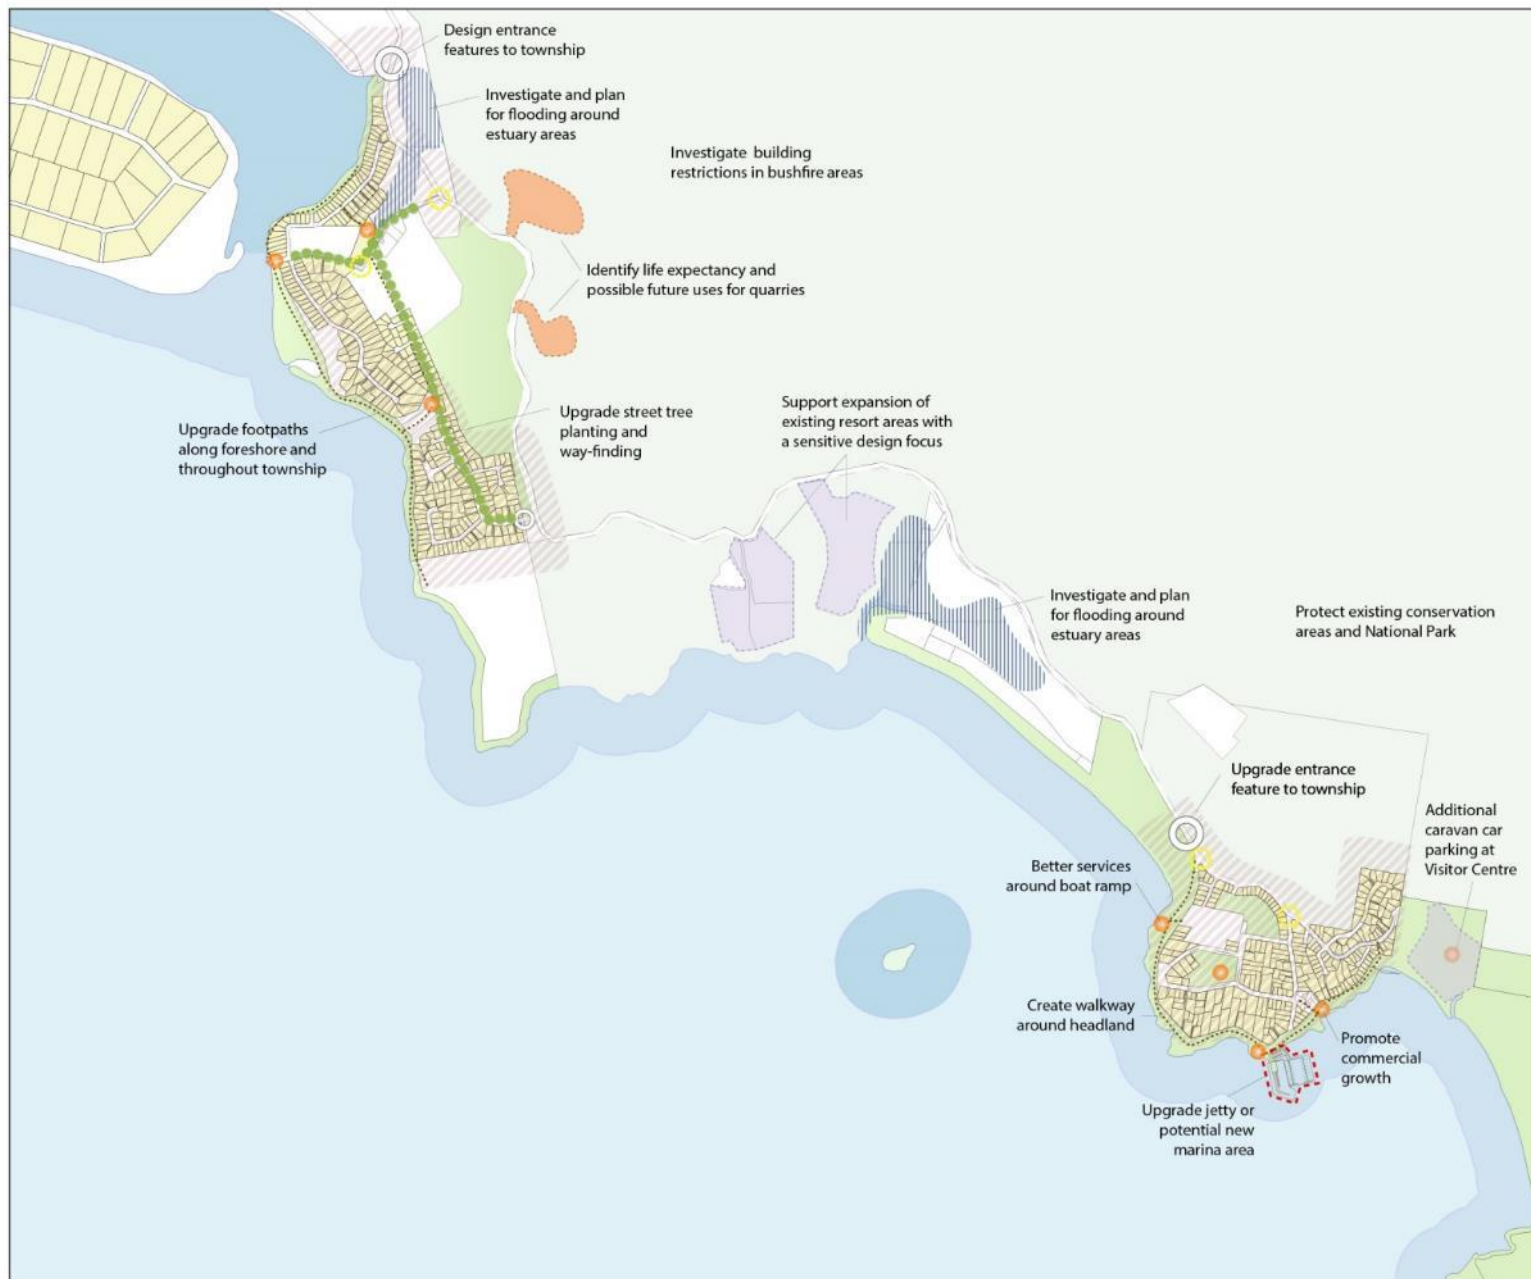 Design entrance
features to township
Investigate and plan
for flooding around
estuary areas
Investigate building
restrictions in bushfire areas
Identify life expectancy and
possible future uses for quarries
Support expansion of
existing resort areas with
a sensitive design focus
Upgrade footpaths
along foreshore and
throughout township
Upgrade street tree
planting and
way-finding
Investigate and plan
for flooding around
estuary areas
Protect existing conservation
areas and National Park
Upgrade entrance
feature to township
Additional
caravan car
parking at
Visitor Centre
Better services
around boat ramp
Create walkway
around headland
Promote
commercial
growth
Upgrade jetty or
potential new
marina area